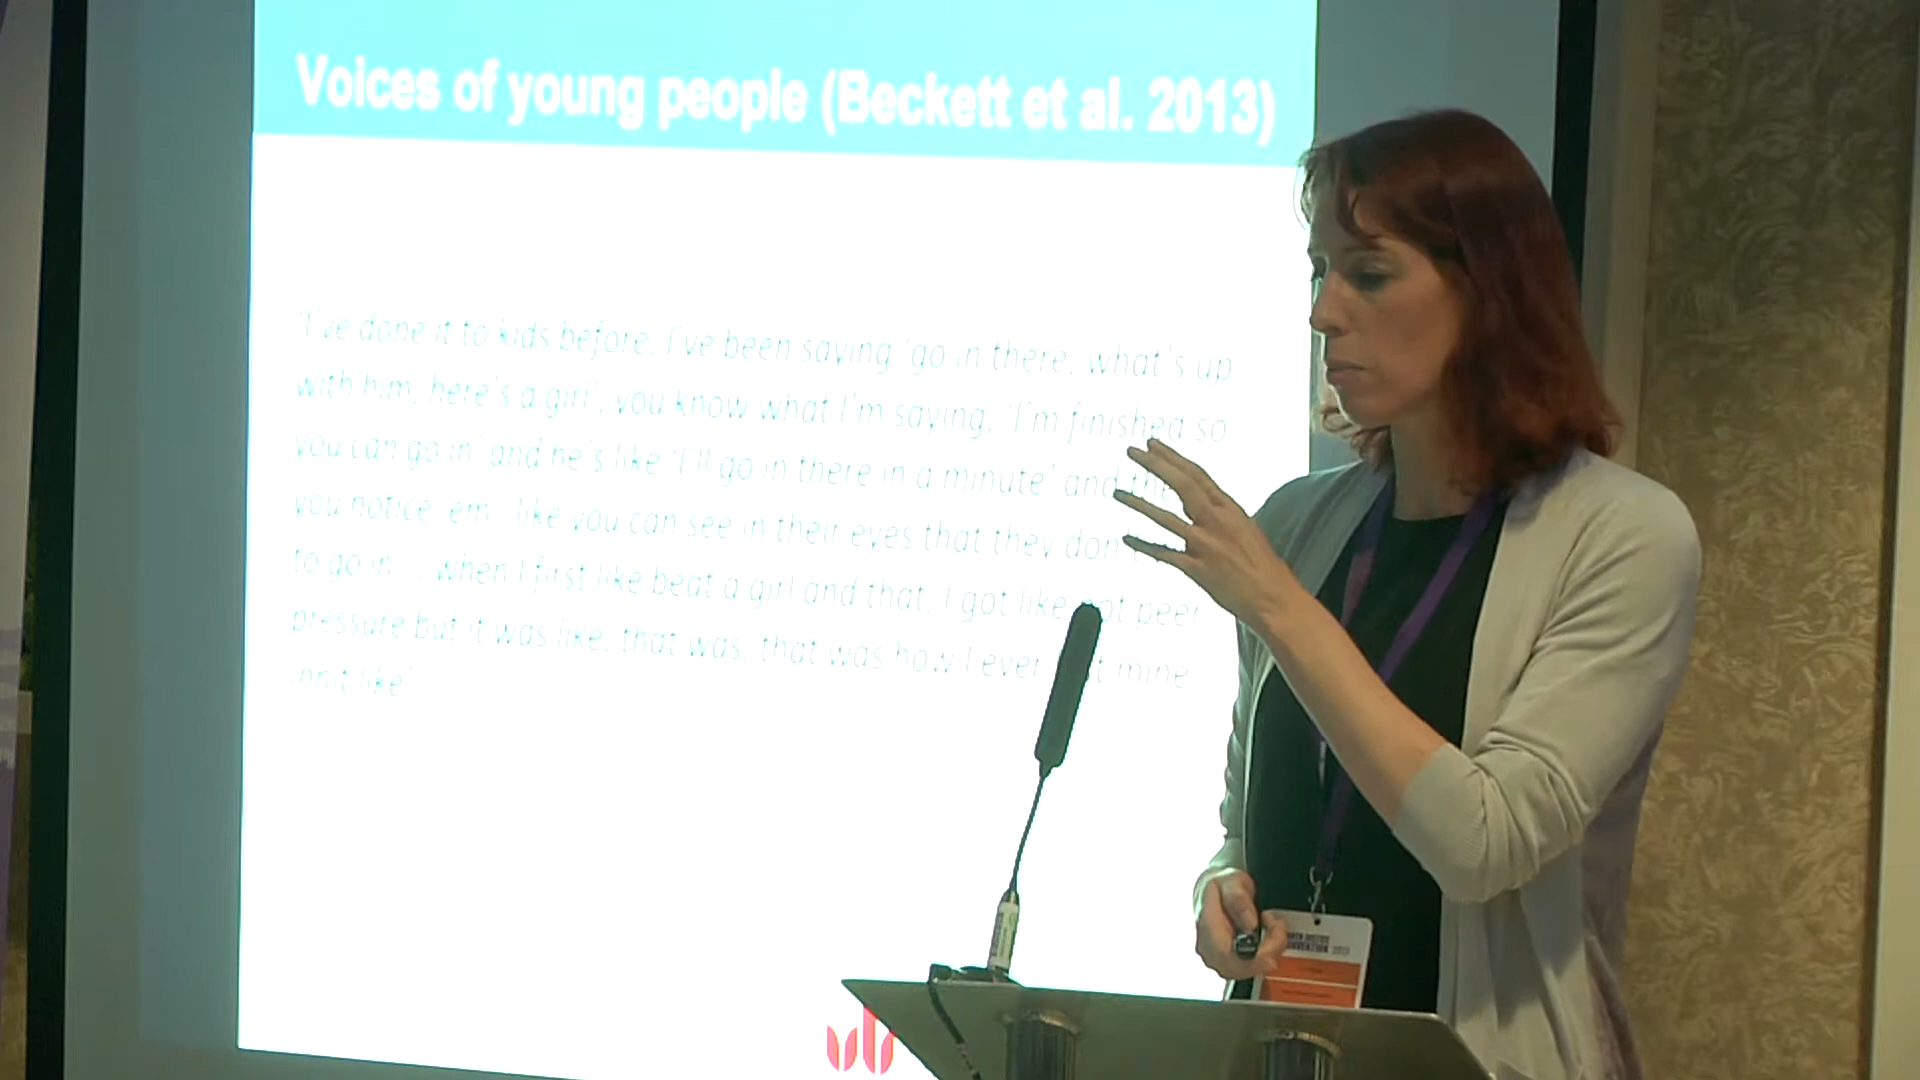 Voices of young people (Beckett et al. 2013)
'I've done it to kids before, I've been saying 'go in there, what's up
with him, here's a girl', you know what I'm saying, 'I'm finished so
you can go in' and he's like 'I'll go in there in a minute' and
you notice 'em like you can see in their eyes that they
to go in ... when I first like beat a girl and that, I got like not peer
pressure but it was like, that was, that was how I ever mine
innit like'
CONVENTION 2013